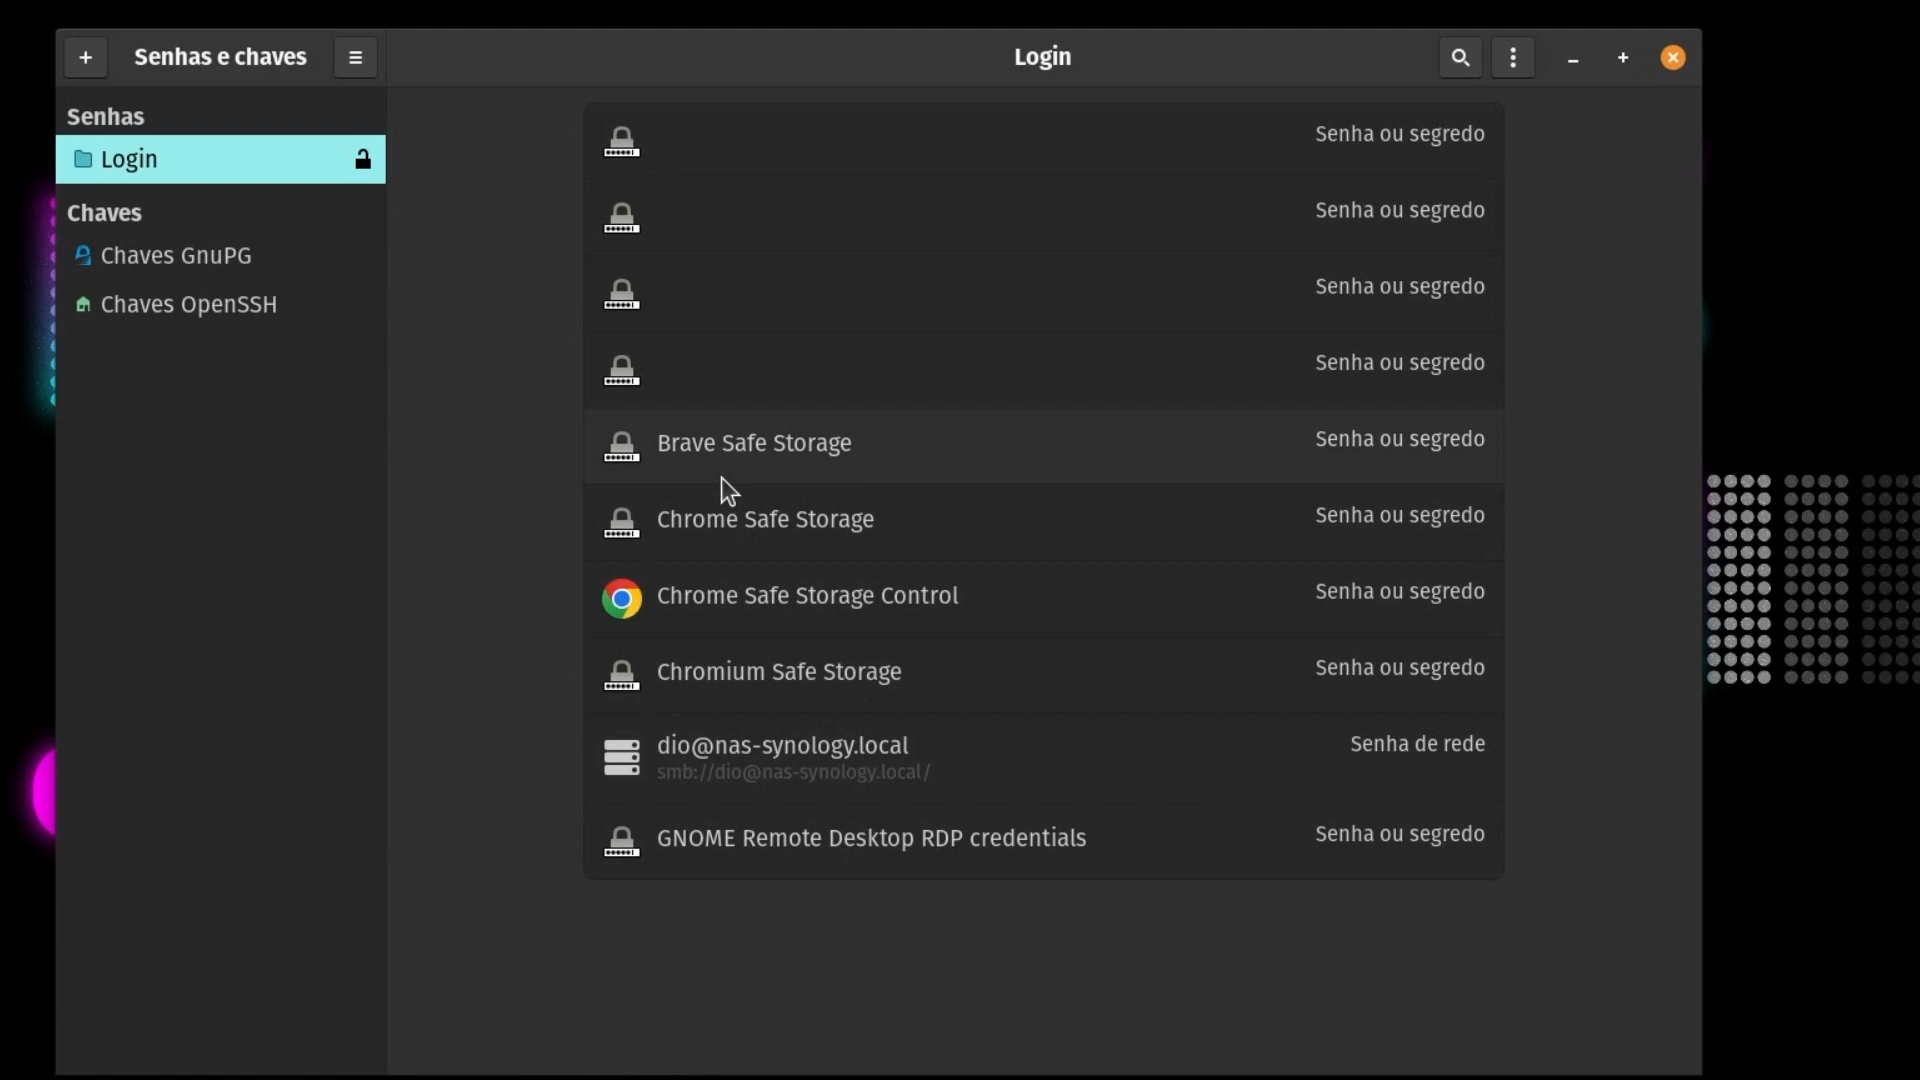 Senhas e chaves
Login
Senhas
Login
Chaves
Chaves GnuPG
Chaves OpenSSH
Senha ou segredo
Senha ou segredo
Senha ou segredo
Senha ou segredo
Brave Safe Storage Senha ou segredo
Chrome Safe Storage Senha ou segredo
Chrome Safe Storage Control Senha ou segredo
Chromium Safe Storage Senha ou segredo
dio@nas-synology.local Senha de rede
smb://dio@nas-synology.local/
GNOME Remote Desktop RDP credentials Senha ou segredo